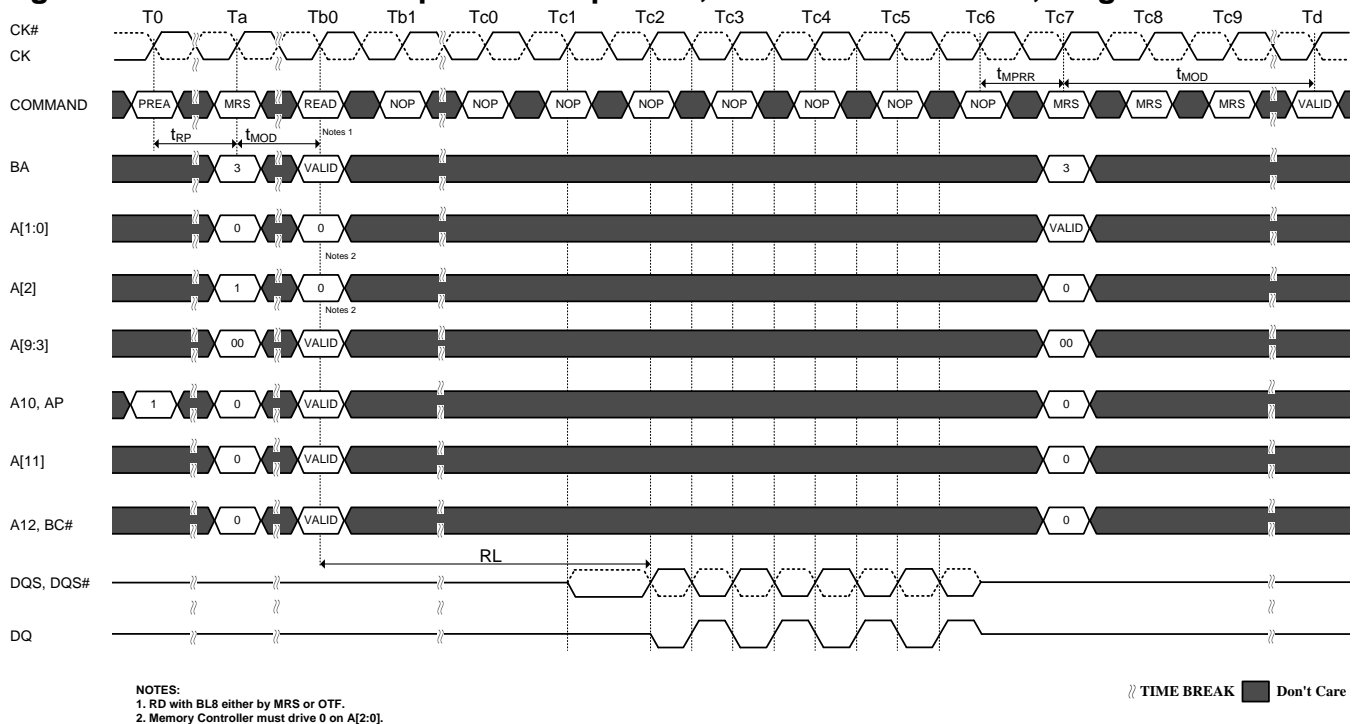 T0 Ta Tb0 Tb1 Tc0 Tc1 Tc2 Tc3 Tc4 Tc5 Tc6 Tc7 Tc8 Tc9 Td
CK#
CK
tMPRR tMOD
COMMAND PREA MRS READ NOP NOP NOP NOP NOP NOP NOP NOP MRS MRS MRS VALID
tRP tMOD Notes 1
BA 3 VALID 3
A[1:0] 0 0 VALID
Notes 2
A[2] 1 0 0
Notes 2
A[9:3] 00 VALID 00
A10, AP 1 0 VALID 0
A[11] 0 VALID 0
A12, BC# 0 VALID 0
RL
DQS, DQS#
DQ
NOTES:
1. RD with BL8 either by MRS or OTF.
2. Memory Controller must drive 0 on A[2:0].
TIME BREAK Don't Care